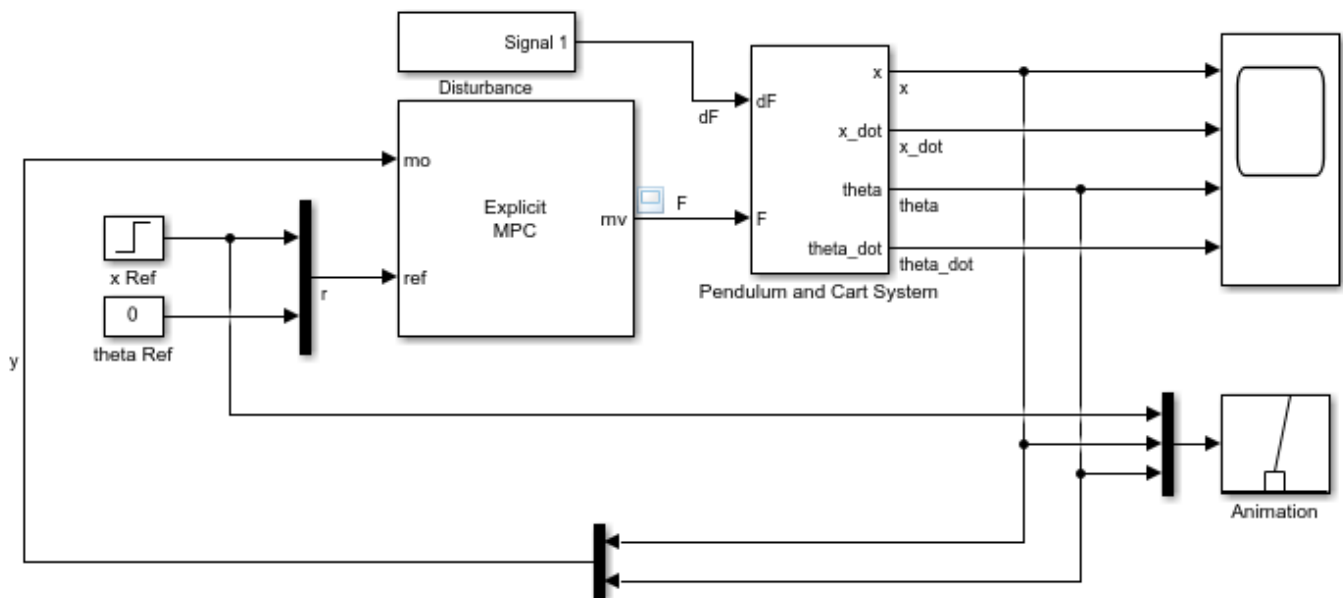 Signal 1
Disturbance
dF
dF
x
x
x_dot
x_dot
theta
theta
theta_dot
theta_dot
F
Pendulum and Cart System
mo
Explicit
MPC
mv
F
ref
x Ref
0
theta Ref
r
y
Animation